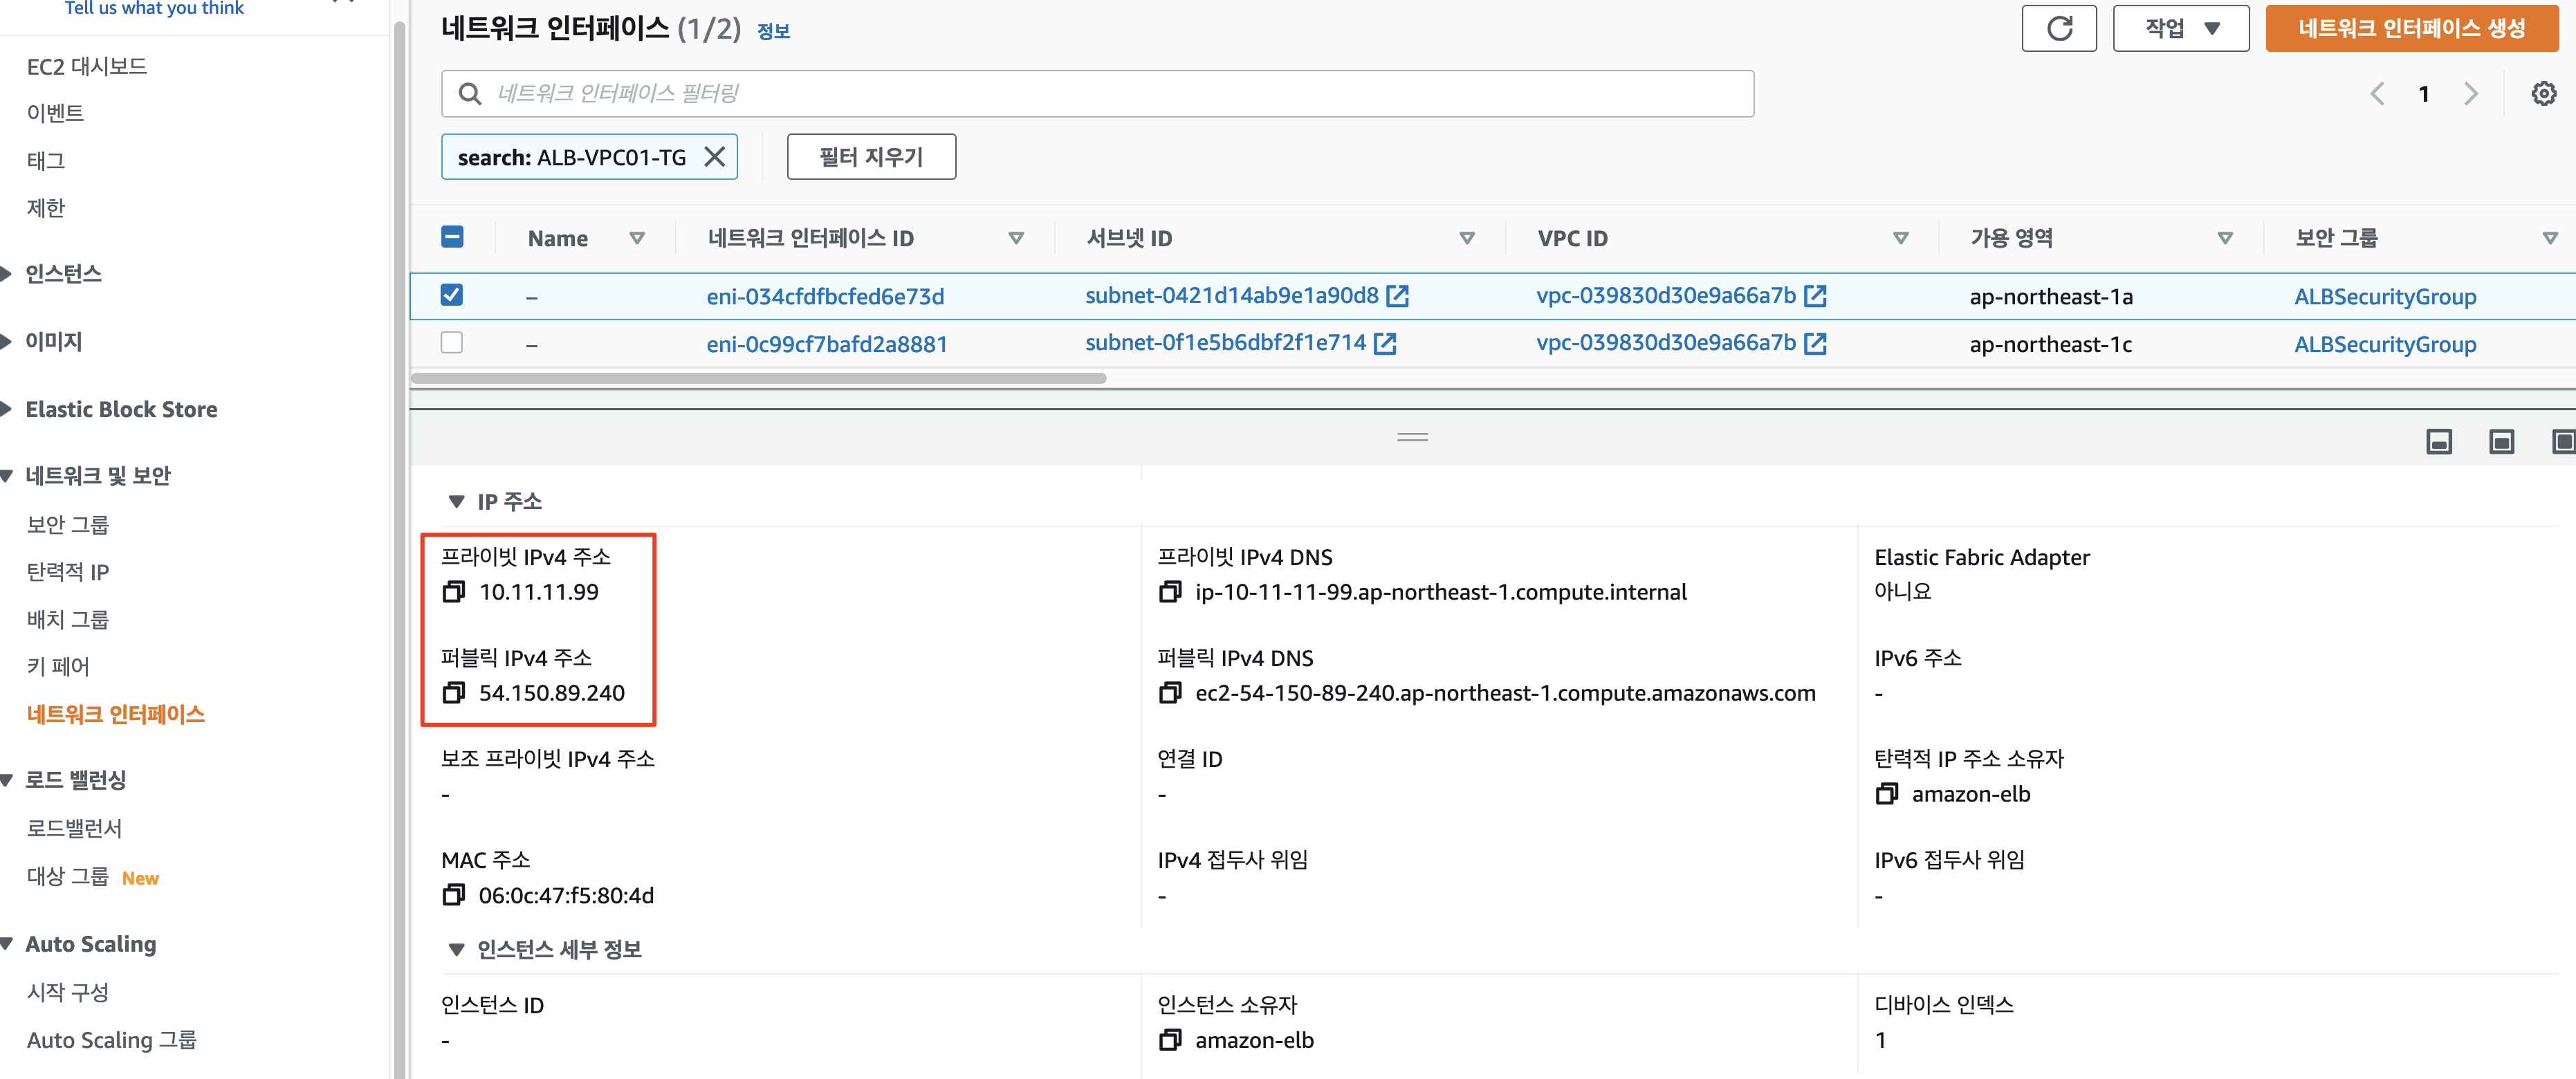 Tell us what you think
EC2 대시보드
이벤트
태그
제한
인스턴스
이미지
Elastic Block Store
네트워크 및 보안
보안 그룹
탄력적 IP
배치 그룹
키 페어
네트워크 인터페이스
로드 밸런싱
로드밸런서
대상 그룹 New
Auto Scaling
시작 구성
Auto Scaling 그룹
네트워크 인터페이스 (1/2) 정보
작업
네트워크 인터페이스 생성
네트워크 인터페이스 필터링
1
search: ALB-VPC01-TG
필터 지우기
Name 네트워크 인터페이스 ID 서브넷 ID VPC ID 가용 영역 보안 그룹
– eni-034cfdfbcfed6e73d subnet-0421d14ab9e1a90d8 vpc-039830d30e9a66a7b ap-northeast-1a ALBSecurityGroup
– eni-0c99cf7bafd2a8881 subnet-0f1e5b6dbf2f1e714 vpc-039830d30e9a66a7b ap-northeast-1c ALBSecurityGroup
IP 주소
프라이빗 IPv4 주소 프라이빗 IPv4 DNS Elastic Fabric Adapter
10.11.11.99 ip-10-11-11-99.ap-northeast-1.compute.internal 아니요
퍼블릭 IPv4 주소 퍼블릭 IPv4 DNS IPv6 주소
54.150.89.240 ec2-54-150-89-240.ap-northeast-1.compute.amazonaws.com -
보조 프라이빗 IPv4 주소 연결 ID 탄력적 IP 주소 소유자
- - amazon-elb
MAC 주소 IPv4 접두사 위임 IPv6 접두사 위임
06:0c:47:f5:80:4d - -
인스턴스 세부 정보
인스턴스 ID 인스턴스 소유자 디바이스 인덱스
- amazon-elb 1